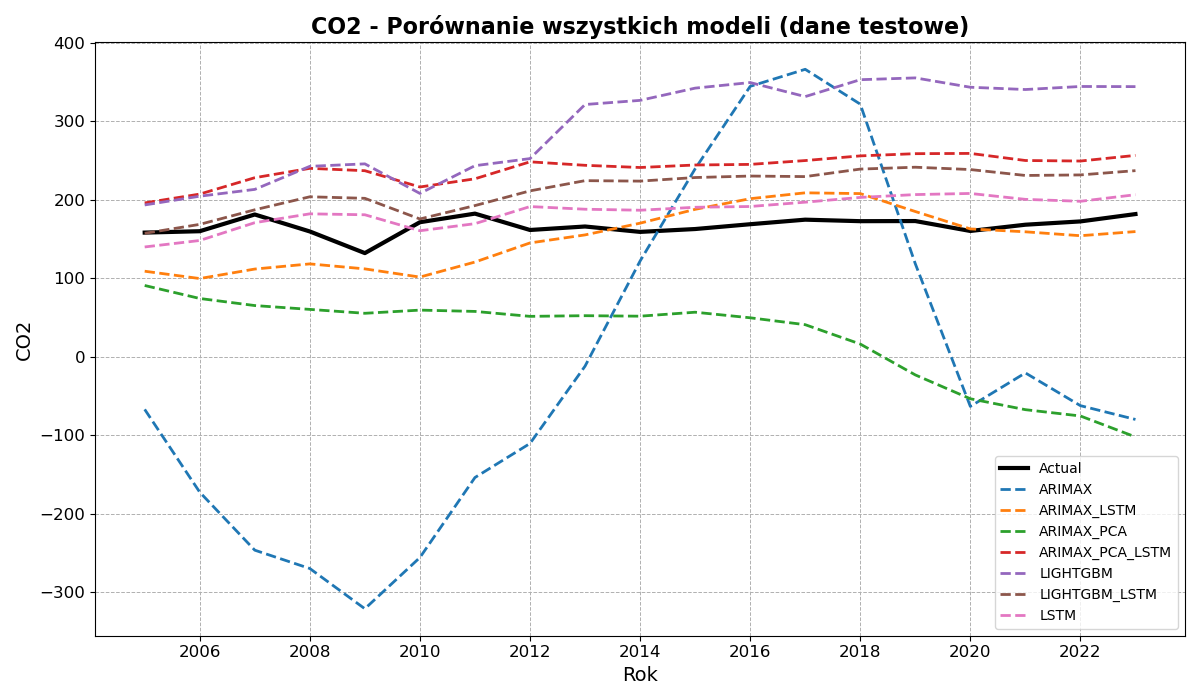 CO2 - Porównanie wszystkich modeli (dane testowe)
400
300
200
100
0
−100
−200
−300
CO2
2006 2008 2010 2012 2014 2016 2018 2020 2022
Rok
Actual
ARIMAX
ARIMAX_LSTM
ARIMAX_PCA
ARIMAX_PCA_LSTM
LIGHTGBM
LIGHTGBM_LSTM
LSTM